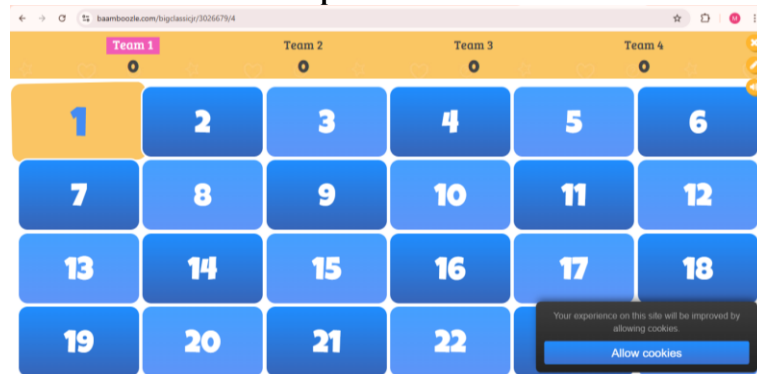 baamboozle.com/bigclassicjr/3026679/4
Team 1 Team 2 Team 3 Team 4
0 0 0 0
1 2 3 4 5 6
7 8 9 10 11 12
13 14 15 16 17 18
19 20 21 22
Your experience on this site will be improved by
allowing cookies.
Allow cookies